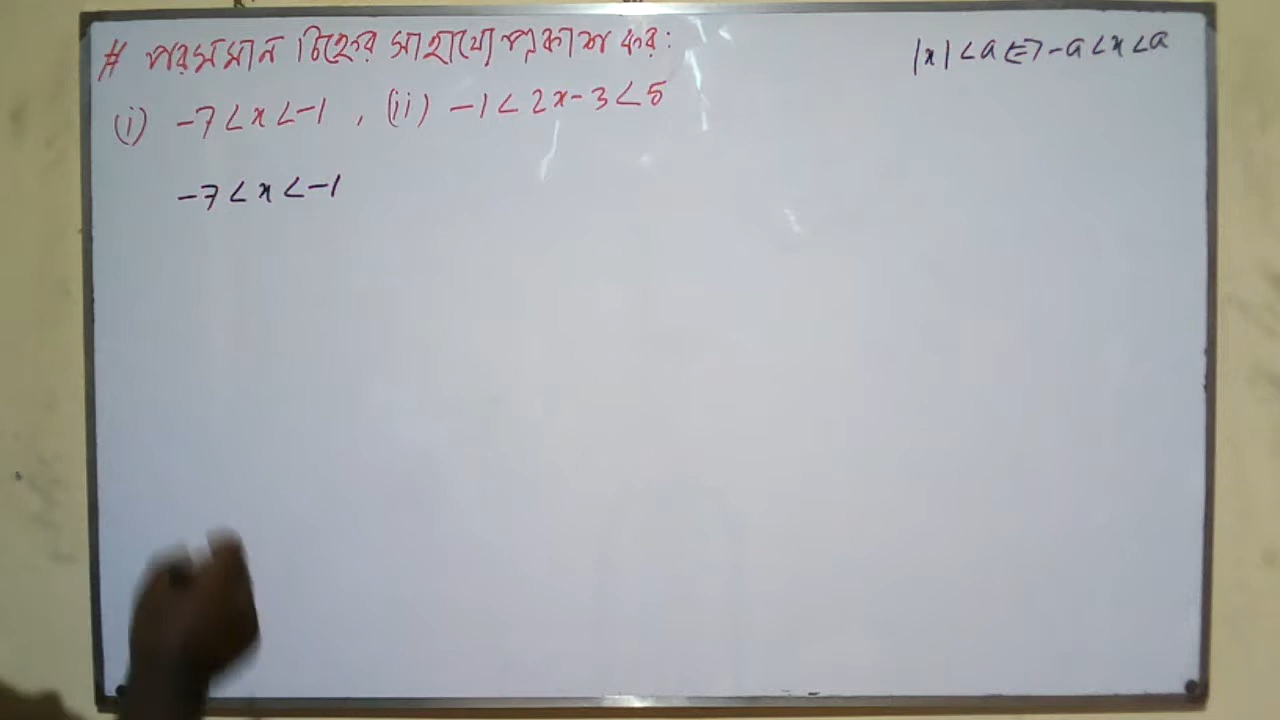 # পরমমান চিহ্নের সাহায্যে প্রকাশ কর:
|x| < a <=> -a < x < a
(i) -7 < x < -1 , (ii) -1 < 2x - 3 < 5
-7 < x < -1